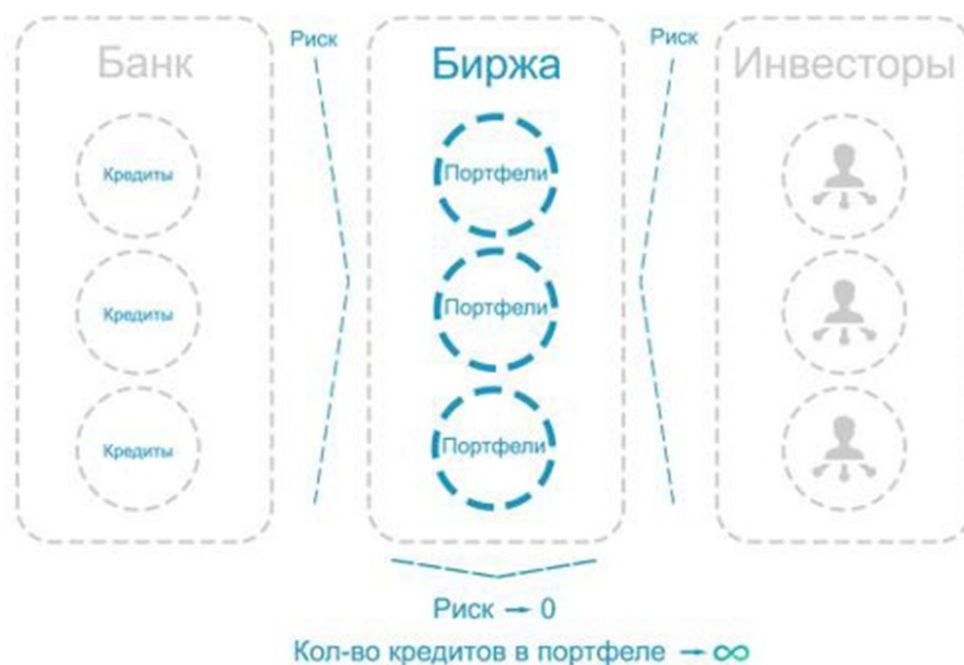 Банк
Риск
Биржа
Риск
Инвесторы
Кредиты
Портфели
Кредиты
Портфели
Кредиты
Портфели
Риск → 0
Кол-во кредитов в портфеле → ∞